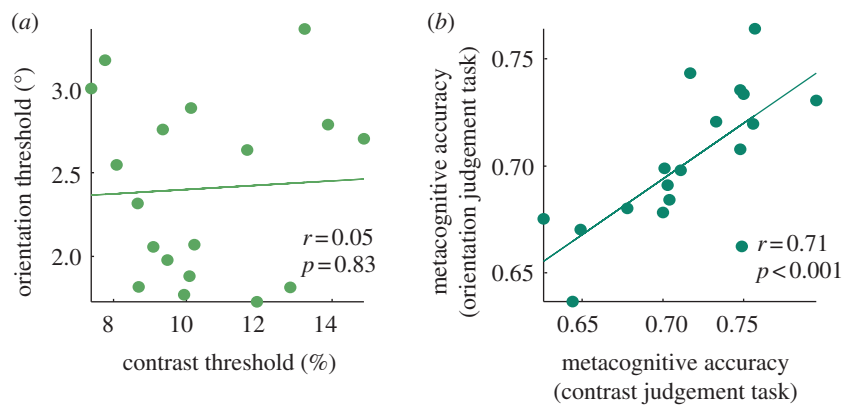 (a)
orientation threshold (°)
3.0
2.5
2.0
r=0.05
p=0.83
8
10
12
14
contrast threshold (%)
(b)
metacognitive accuracy
(orientation judgement task)
0.75
0.70
0.65
r=0.71
p<0.001
0.65
0.70
0.75
metacognitive accuracy
(contrast judgement task)